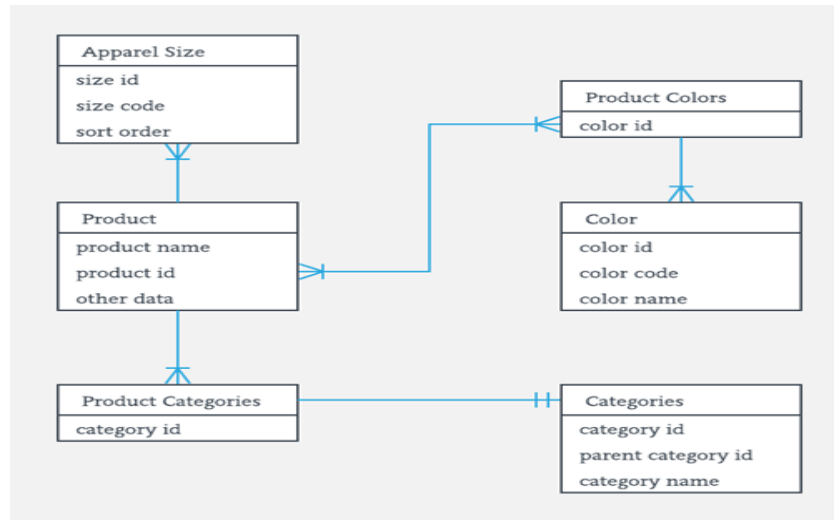 Apparel Size
size id
size code
sort order
Product Colors
color id
Product
product name
product id
other data
Color
color id
color code
color name
Product Categories
category id
Categories
category id
parent category id
category name